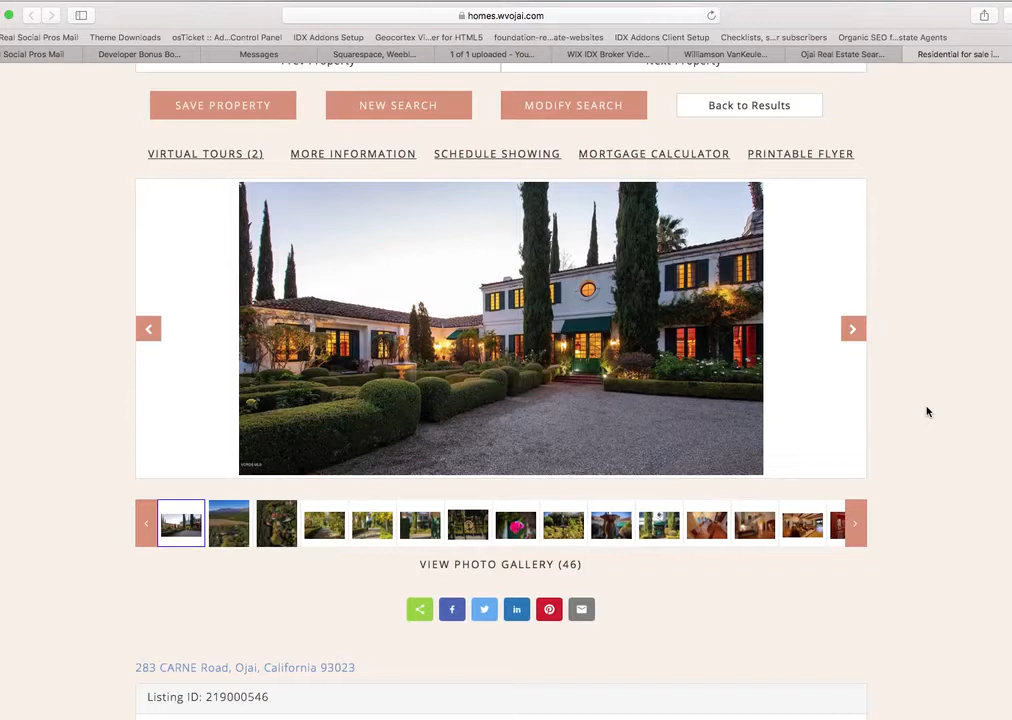 homes.wvojai.com
Real Social Pros Mail Theme Downloads osTicket :: Ad...Control Panel IDX Addons Setup Geocortex Vi...er for HTML5 foundation-re...ate-websites IDX Addons Client Setup Checklists, s...r subscribers Organic SEO f...state Agents
Social Pros Mail Developer Bonus Bo... Messages Squarespace, Weebl... 1 of 1 uploaded - You... WIX IDX Broker Vide... Williamson VanKeule... Ojai Real Estate Sear... Residential for sale i...
Prev Property Next Property
SAVE PROPERTY NEW SEARCH MODIFY SEARCH Back to Results
VIRTUAL TOURS (2) MORE INFORMATION SCHEDULE SHOWING MORTGAGE CALCULATOR PRINTABLE FLYER
VIEW PHOTO GALLERY (46)
283 CARNE Road, Ojai, California 93023
Listing ID: 219000546